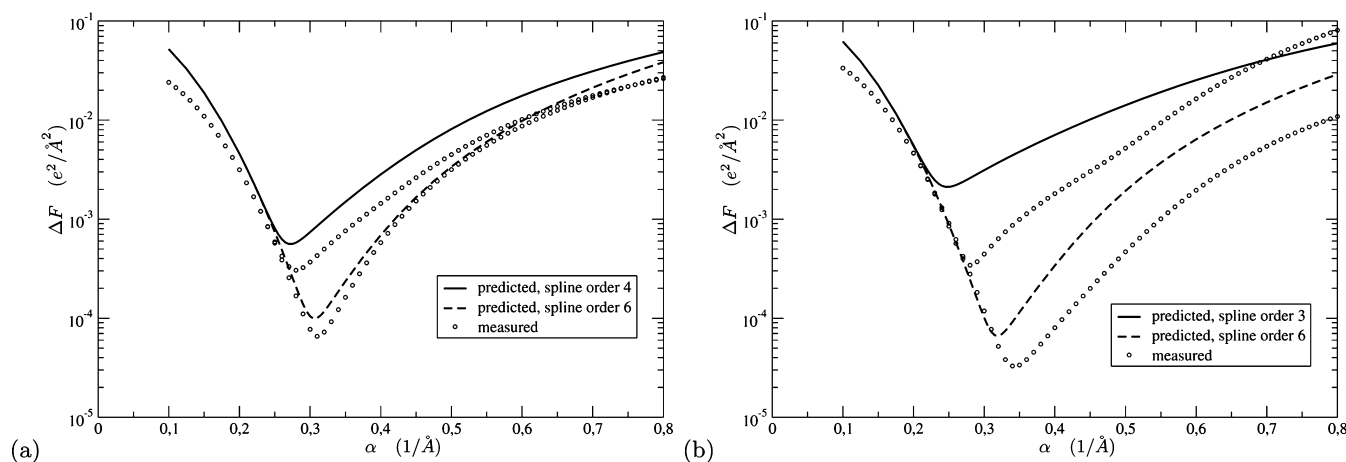 10^-1
10^-2
10^-3
10^-4
10^-5
ΔF (e^2/Å^2)
0 0,1 0,2 0,3 0,4 0,5 0,6 0,7 0,8
α (1/Å)
predicted, spline order 4
predicted, spline order 6
measured
(a)
10^-1
10^-2
10^-3
10^-4
10^-5
ΔF (e^2/Å^2)
0 0,1 0,2 0,3 0,4 0,5 0,6 0,7 0,8
α (1/Å)
predicted, spline order 3
predicted, spline order 6
measured
(b)